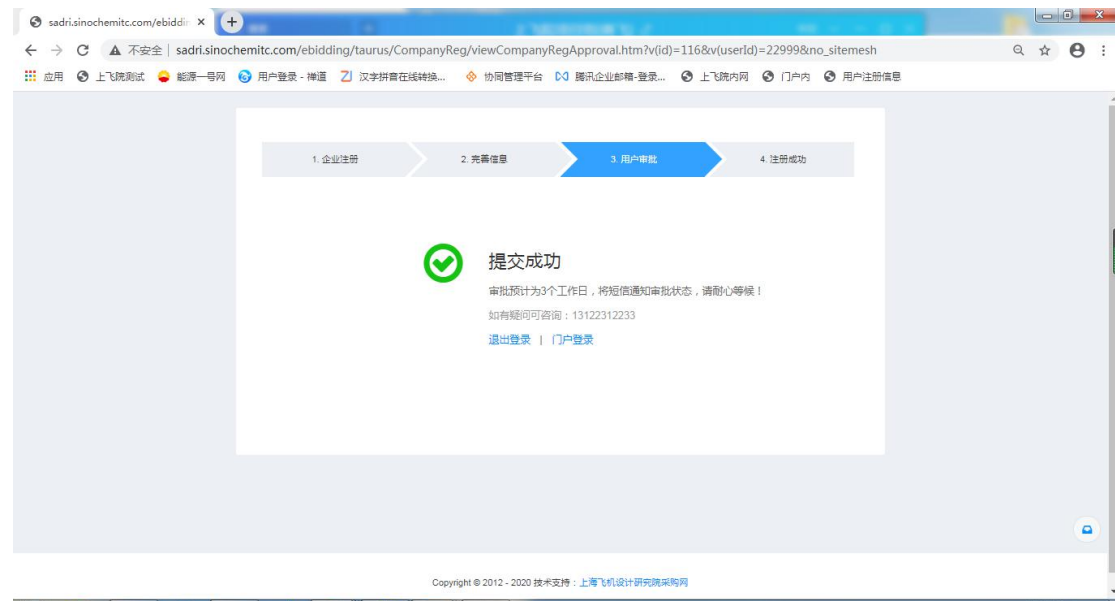 sadri.sinochemitc.com/ebiddin
不安全 | sadri.sinochemitc.com/ebidding/taurus/CompanyReg/viewCompanyRegApproval.htm?v(id)=116&v(userId)=22999&no_sitemesh
应用 上飞院测试 能源一号网 用户登录 - 禅道 汉字拼音在线转换... 协同管理平台 腾讯企业邮箱-登录... 上飞院内网 门户内 用户注册信息
1. 企业注册 2. 完善信息 3. 用户审批 4. 注册成功
提交成功
审批预计为3个工作日，将短信通知审批状态，请耐心等候！
如有疑问可咨询：13122312233
退出登录 | 门户登录
Copyright © 2012 - 2020 技术支持：上海飞机设计研究院采购网